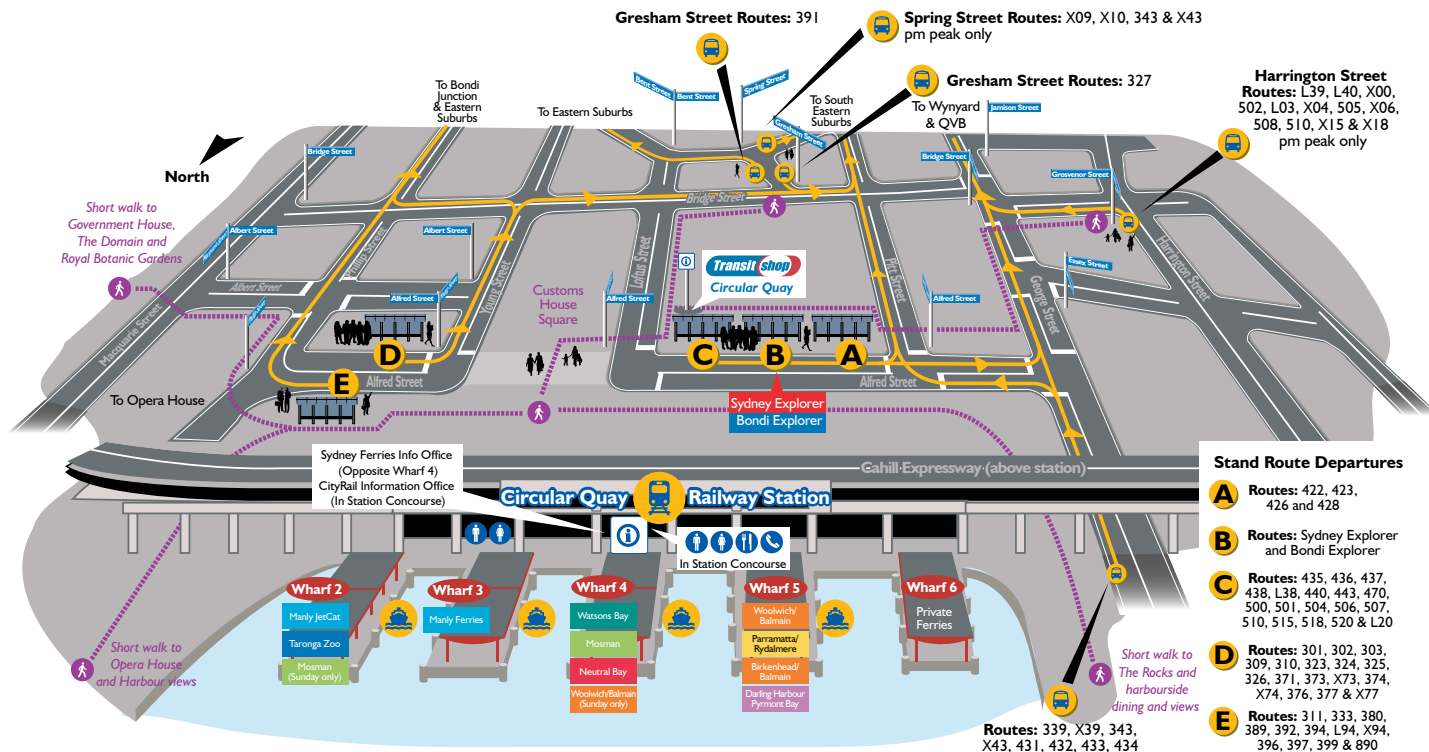 Gresham Street Routes: 391
Spring Street Routes: X09, X10, 343 & X43
pm peak only
Gresham Street Routes: 327
Harrington Street
Routes: L39, L40, X00,
502, L03, X04, 505, X06,
508, 510, X15 & X18
pm peak only
To Bondi
Junction
& Eastern
Suburbs
To Eastern Suburbs
Bent Street
Bent Street
Spring Street
Gresham Street
To South
Eastern
Suburbs
To Wynyard
& QVB
Jamison Street
North
Bridge Street
Bridge Street
Grosvenor Street
Bridge Street
Short walk to
Government House,
The Domain and
Royal Botanic Gardens
Albert Street
Albert Street
Albert Street
Macquarie Street
Phillip Street
Young Street
Loftus Street
Pitt Street
George Street
Harrington Street
Essex Street
i
Transit shop
Circular Quay
Customs
House
Square
Alfred Street
Alfred Street
Alfred Street
D
C
B
A
E
Alfred Street
Alfred Street
To Opera House
Sydney Explorer
Bondi Explorer
Cahill Expressway (above station)
Sydney Ferries Info Office
(Opposite Wharf 4)
CityRail Information Office
(In Station Concourse)
Circular Quay Railway Station
i
In Station Concourse
Wharf 2
Manly JetCat
Taronga Zoo
Mosman
(Sunday only)
Wharf 3
Manly Ferries
Wharf 4
Watsons Bay
Mosman
Neutral Bay
Woolwich/Balmain
(Sunday only)
Wharf 5
Woolwich/
Balmain
Parramatta/
Rydalmere
Birkenhead/
Balmain
Darling Harbour
Pyrmont Bay
Wharf 6
Private
Ferries
Short walk to
Opera House
and Harbour views
Short walk to
The Rocks and
harbourside
dining and views
Routes: 339, X39, 343,
X43, 431, 432, 433, 434
Stand Route Departures
A Routes: 422, 423,
426 and 428
B Routes: Sydney Explorer
and Bondi Explorer
C Routes: 435, 436, 437,
438, L38, 440, 443, 470,
500, 501, 504, 506, 507,
510, 515, 518, 520 & L20
D Routes: 301, 302, 303,
309, 310, 323, 324, 325,
326, 371, 373, X73, 374,
X74, 376, 377 & X77
E Routes: 311, 333, 380,
389, 392, 394, L94, X94,
396, 397, 399 & 890